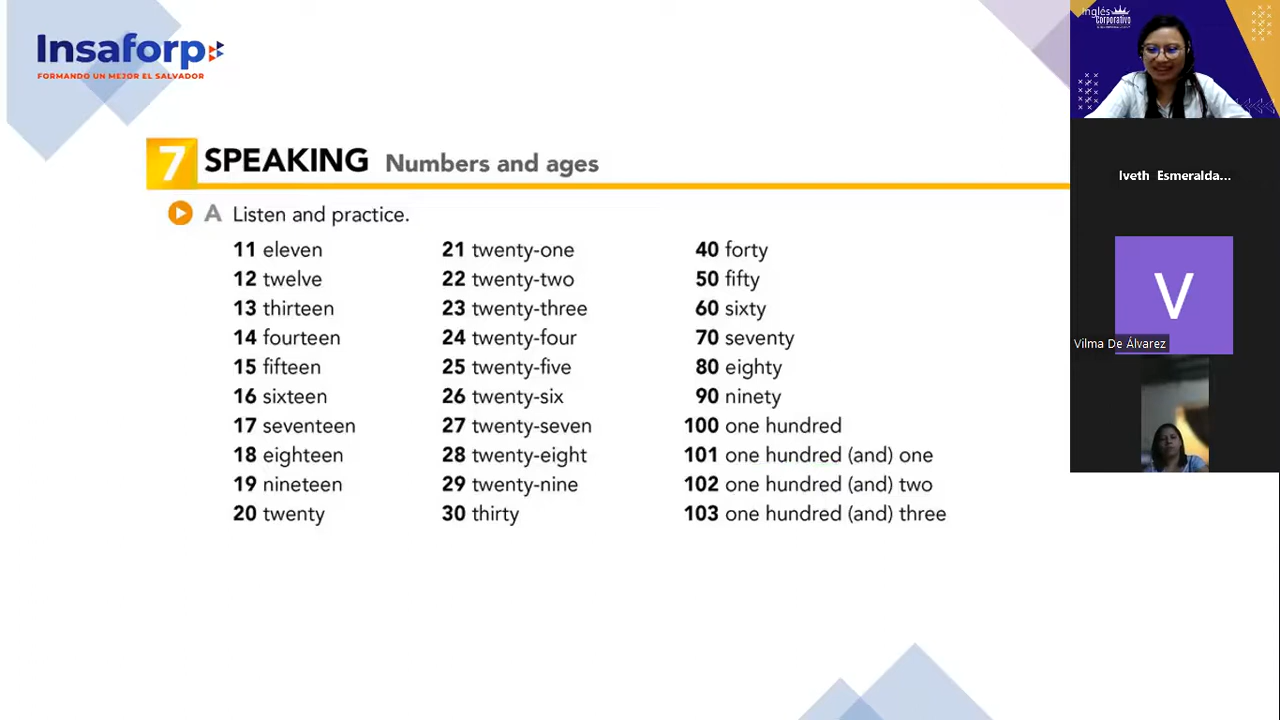 Insaforp
FORMANDO UN MEJOR EL SALVADOR
7 SPEAKING Numbers and ages
A Listen and practice.
11 eleven
12 twelve
13 thirteen
14 fourteen
15 fifteen
16 sixteen
17 seventeen
18 eighteen
19 nineteen
20 twenty
21 twenty-one
22 twenty-two
23 twenty-three
24 twenty-four
25 twenty-five
26 twenty-six
27 twenty-seven
28 twenty-eight
29 twenty-nine
30 thirty
40 forty
50 fifty
60 sixty
70 seventy
80 eighty
90 ninety
100 one hundred
101 one hundred (and) one
102 one hundred (and) two
103 one hundred (and) three
Inglés
Corporativo
Iveth Esmeralda...
V
Vilma De Álvarez